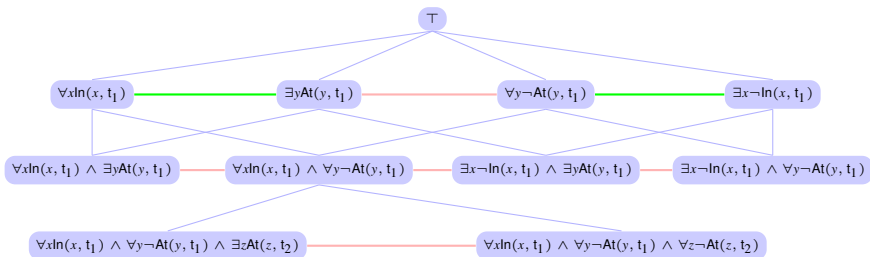 ⊤
∀xIn(x, t₁) ∃yAt(y, t₁) ∀y¬At(y, t₁) ∃x¬In(x, t₁)
∀xIn(x, t₁) ∧ ∃yAt(y, t₁) ∀xIn(x, t₁) ∧ ∀y¬At(y, t₁) ∃x¬In(x, t₁) ∧ ∃yAt(y, t₁) ∃x¬In(x, t₁) ∧ ∀y¬At(y, t₁)
∀xIn(x, t₁) ∧ ∀y¬At(y, t₁) ∧ ∃zAt(z, t₂) ∀xIn(x, t₁) ∧ ∀y¬At(y, t₁) ∧ ∀z¬At(z, t₂)